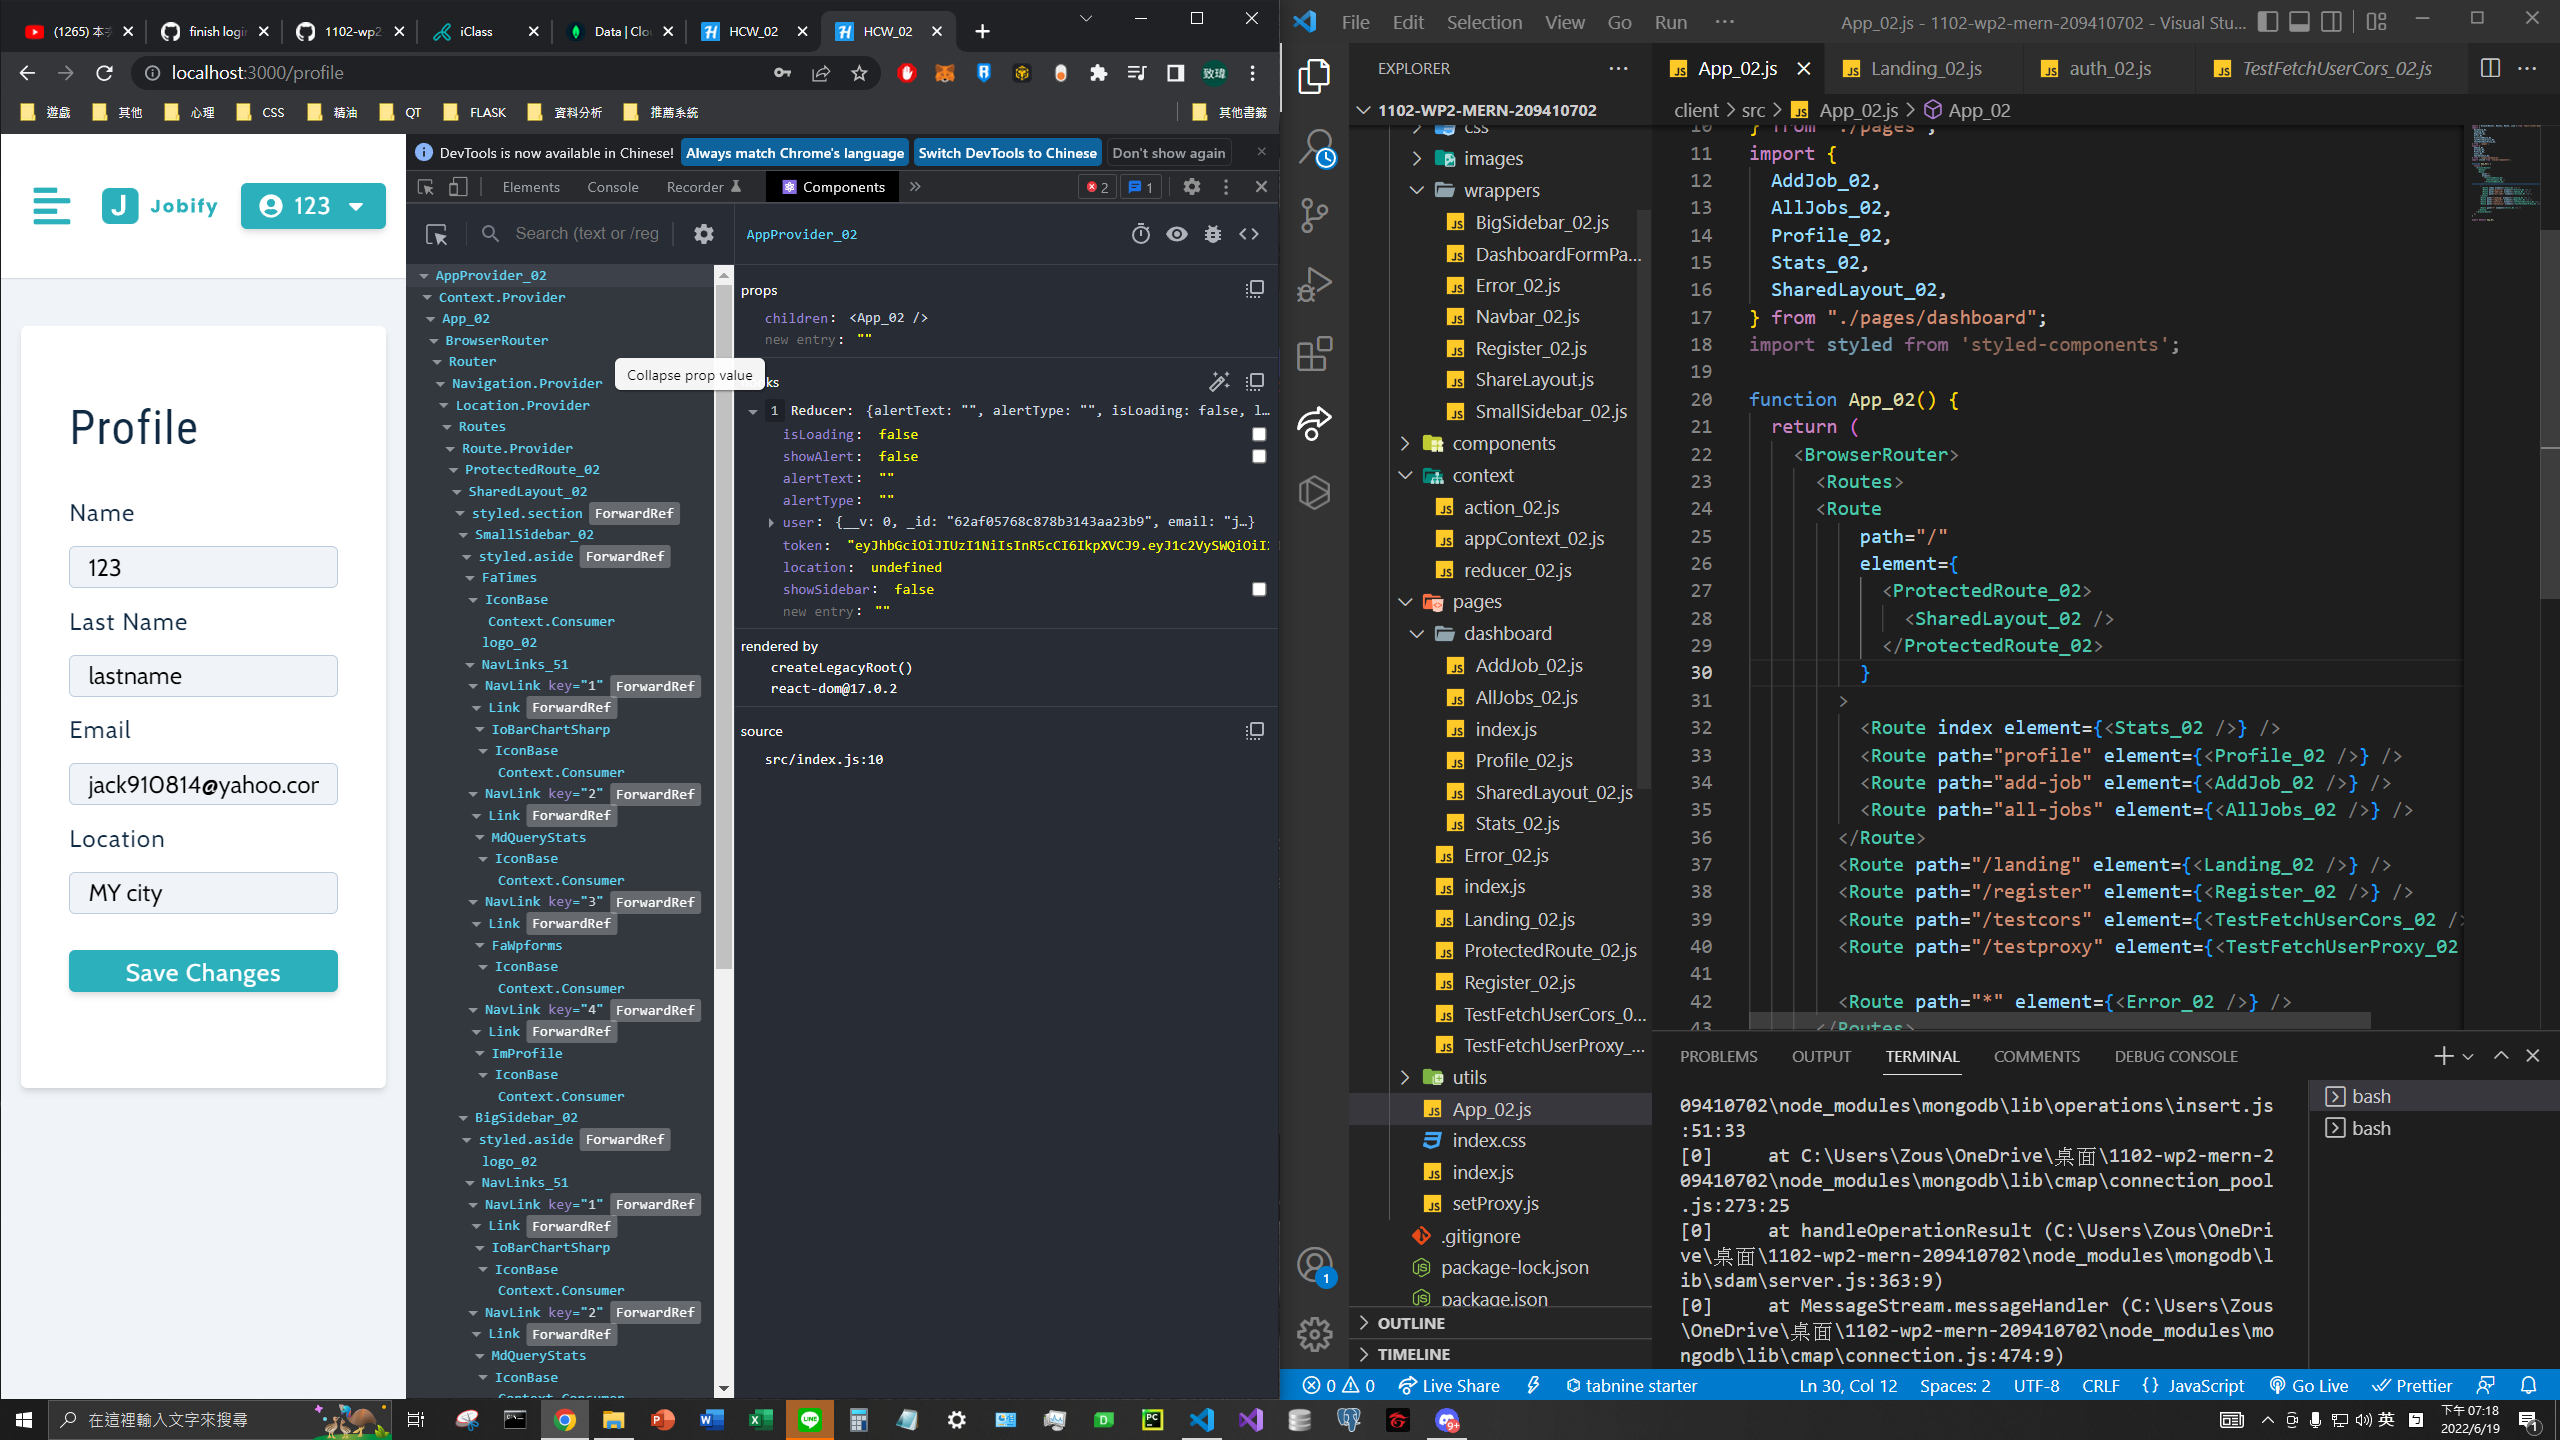 (1265) 本
finish logi
1102-wp2
iClass
Data | Clo
HCW_02
HCW_02
localhost:3000/profile
致瑋
遊戲
其他
心理
CSS
精油
QT
FLASK
資料分析
推薦系統
其他書籤
Jobify
123
Profile
Name
123
Last Name
lastname
Email
jack910814@yahoo.cor
Location
MY city
Save Changes
DevTools is now available in Chinese!
Always match Chrome's language
Switch DevTools to Chinese
Don't show again
Elements
Console
Recorder
Components
2
1
Search (text or /reg
AppProvider_02
Context.Provider
App_02
BrowserRouter
Router
Navigation.Provider
Location.Provider
Routes
Route.Provider
ProtectedRoute_02
SharedLayout_02
styled.section ForwardRef
SmallSidebar_02
styled.aside ForwardRef
FaTimes
IconBase
Context.Consumer
logo_02
NavLinks_51
NavLink key="1" ForwardRef
Link ForwardRef
IoBarChartSharp
IconBase
Context.Consumer
NavLink key="2" ForwardRef
Link ForwardRef
MdQueryStats
IconBase
Context.Consumer
NavLink key="3" ForwardRef
Link ForwardRef
FaWpforms
IconBase
Context.Consumer
NavLink key="4" ForwardRef
Link ForwardRef
ImProfile
IconBase
Context.Consumer
BigSidebar_02
styled.aside ForwardRef
logo_02
NavLinks_51
NavLink key="1" ForwardRef
Link ForwardRef
IoBarChartSharp
IconBase
Context.Consumer
NavLink key="2" ForwardRef
Link ForwardRef
MdQueryStats
IconBase
Context.Consumer
AppProvider_02
props
children: <App_02 />
new entry: ""
Collapse prop value
ks
1 Reducer: {alertText: "", alertType: "", isLoading: false, l…
isLoading: false
showAlert: false
alertText: ""
alertType: ""
user: {__v: 0, _id: "62af05768c878b3143aa23b9", email: "j…}
token: "eyJhbGciOiJIUzI1NiIsInR5cCI6IkpXVCJ9.eyJ1c2VySWQiOiI
location: undefined
showSidebar: false
new entry: ""
rendered by
createLegacyRoot()
react-dom@17.0.2
source
src/index.js:10
File Edit Selection View Go Run ···
App_02.js - 1102-wp2-mern-209410702 - Visual Stu...
EXPLORER
1102-WP2-MERN-209410702
css
images
wrappers
BigSidebar_02.js
DashboardFormPa...
Error_02.js
Navbar_02.js
Register_02.js
ShareLayout.js
SmallSidebar_02.js
components
context
action_02.js
appContext_02.js
reducer_02.js
pages
dashboard
AddJob_02.js
AllJobs_02.js
index.js
Profile_02.js
SharedLayout_02.js
Stats_02.js
Error_02.js
index.js
Landing_02.js
ProtectedRoute_02.js
Register_02.js
TestFetchUserCors_0...
TestFetchUserProxy_...
utils
App_02.js
index.css
index.js
setProxy.js
.gitignore
package-lock.json
package.json
OUTLINE
TIMELINE
1
App_02.js
Landing_02.js
auth_02.js
TestFetchUserCors_02.js
client > src > App_02.js > App_02
10 } from "./pages";
11 import {
12 AddJob_02,
13 AllJobs_02,
14 Profile_02,
15 Stats_02,
16 SharedLayout_02,
17 } from "./pages/dashboard";
18 import styled from 'styled-components';
19
20 function App_02() {
21 return (
22 <BrowserRouter>
23 <Routes>
24 <Route
25 path="/"
26 element={
27 <ProtectedRoute_02>
28 <SharedLayout_02 />
29 </ProtectedRoute_02>
30 }
31 >
32 <Route index element={<Stats_02 />} />
33 <Route path="profile" element={<Profile_02 />} />
34 <Route path="add-job" element={<AddJob_02 />} />
35 <Route path="all-jobs" element={<AllJobs_02 />} />
36 </Route>
37 <Route path="/landing" element={<Landing_02 />} />
38 <Route path="/register" element={<Register_02 />} />
39 <Route path="/testcors" element={<TestFetchUserCors_02 />
40 <Route path="/testproxy" element={<TestFetchUserProxy_02
41
42 <Route path="*" element={<Error_02 />} />
43 </Routes>
PROBLEMS OUTPUT TERMINAL COMMENTS DEBUG CONSOLE
09410702\node_modules\mongodb\lib\operations\insert.js
:51:33
[0] at C:\Users\Zous\OneDrive\桌面\1102-wp2-mern-2
09410702\node_modules\mongodb\lib\cmap\connection_pool
.js:273:25
[0] at handleOperationResult (C:\Users\Zous\OneDri
ve\桌面\1102-wp2-mern-209410702\node_modules\mongodb\l
ib\sdam\server.js:363:9)
[0] at MessageStream.messageHandler (C:\Users\Zous
\OneDrive\桌面\1102-wp2-mern-209410702\node_modules\mo
ngodb\lib\cmap\connection.js:474:9)
bash
bash
0 0 Live Share tabnine starter Ln 30, Col 12 Spaces: 2 UTF-8 CRLF {} JavaScript Go Live Prettier
在這裡輸入文字來搜尋
英
下午 07:18
2022/6/19
1